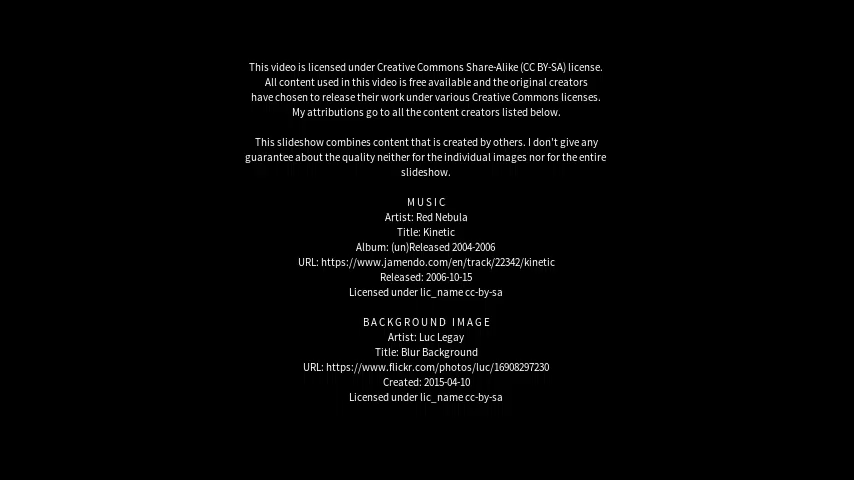 This video is licensed under Creative Commons Share-Alike (CC BY-SA) license.
All content used in this video is free available and the original creators
have chosen to release their work under various Creative Commons licenses.
My attributions go to all the content creators listed below.
This slideshow combines content that is created by others. I don't give any
guarantee about the quality neither for the individual images nor for the entire
slideshow.
M U S I C
Artist: Red Nebula
Title: Kinetic
Album: (un)Released 2004-2006
URL: https://www.jamendo.com/en/track/22342/kinetic
Released: 2006-10-15
Licensed under lic_name cc-by-sa
B A C K G R O U N D   I M A G E
Artist: Luc Legay
Title: Blur Background
URL: https://www.flickr.com/photos/luc/16908297230
Created: 2015-04-10
Licensed under lic_name cc-by-sa